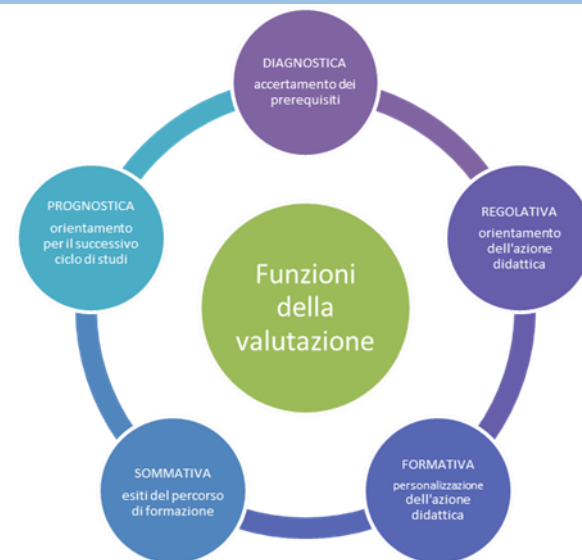 DIAGNOSTICA
accertamento dei
prerequisiti
REGOLATIVA
orientamento
dell'azione
didattica
FORMATIVA
personalizzazione
dell'azione
didattica
SOMMATIVA
esiti del percorso
di formazione
PROGNOSTICA
orientamento
per il successivo
ciclo di studi
Funzioni
della
valutazione